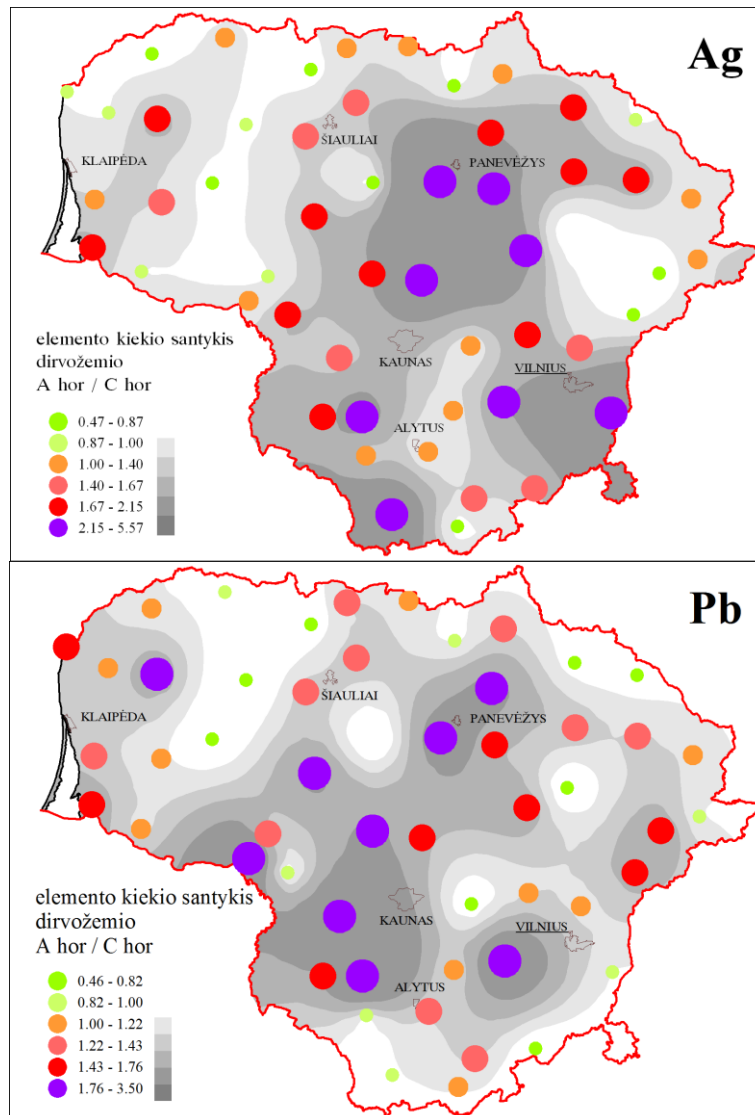 Ag
KLAIPĖDA
ŠIAULIAI
PANEVĖŽYS
KAUNAS
VILNIUS
ALYTUS
elemento kiekio santykis
dirvožemio
A hor / C hor
0.47 - 0.87
0.87 - 1.00
1.00 - 1.40
1.40 - 1.67
1.67 - 2.15
2.15 - 5.57
Pb
KLAIPĖDA
ŠIAULIAI
PANEVĖŽYS
KAUNAS
VILNIUS
ALYTUS
elemento kiekio santykis
dirvožemio
A hor / C hor
0.46 - 0.82
0.82 - 1.00
1.00 - 1.22
1.22 - 1.43
1.43 - 1.76
1.76 - 3.50